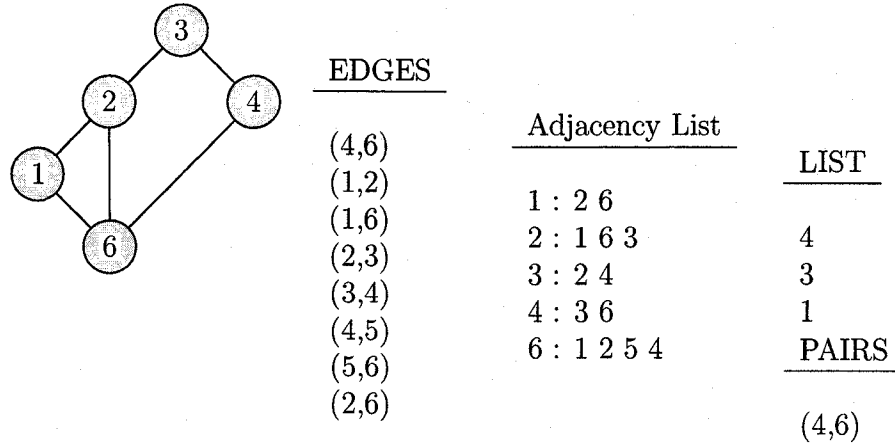 3
2
4
1
6
EDGES
(4,6)
(1,2)
(1,6)
(2,3)
(3,4)
(4,5)
(5,6)
(2,6)
Adjacency List
1 : 2 6
2 : 1 6 3
3 : 2 4
4 : 3 6
6 : 1 2 5 4
LIST
4
3
1
PAIRS
(4,6)